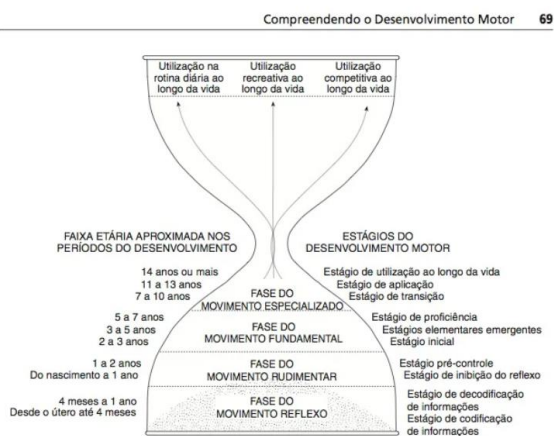 Compreendendo o Desenvolvimento Motor 69
Utilização na
rotina diária ao
longo da vida
Utilização
recreativa ao
longo da vida
Utilização
competitiva ao
longo da vida
FAIXA ETÁRIA APROXIMADA NOS
PERÍODOS DO DESENVOLVIMENTO
ESTÁGIOS DO
DESENVOLVIMENTO MOTOR
14 anos ou mais
11 a 13 anos
7 a 10 anos
FASE DO
MOVIMENTO ESPECIALIZADO
Estágio de utilização ao longo da vida
Estágio de aplicação
Estágio de transição
5 a 7 anos
3 a 5 anos
2 a 3 anos
FASE DO
MOVIMENTO FUNDAMENTAL
Estágio de proficiência
Estágios elementares emergentes
Estágio inicial
1 a 2 anos
Do nascimento a 1 ano
FASE DO
MOVIMENTO RUDIMENTAR
Estágio pré-controle
Estágio de inibição do reflexo
4 meses a 1 ano
Desde o útero até 4 meses
FASE DO
MOVIMENTO REFLEXO
Estágio de decodificação
de informações
Estágio de codificação
de informações